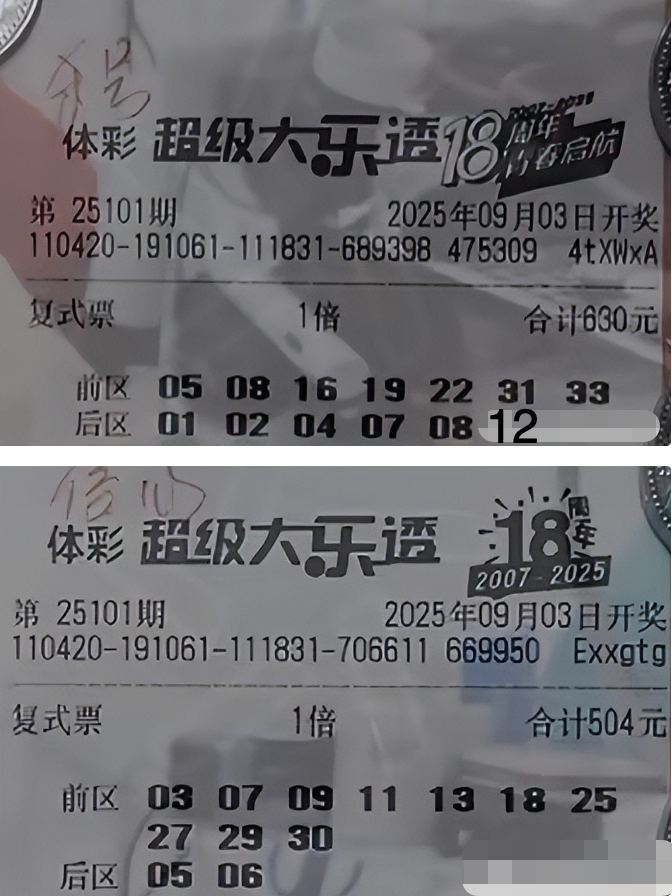 体彩 超级大乐透 18周年 青春启航
第 25101期 2025年09月03日开奖
110420-191061-111831-689398 475309 4tXWxA
复式票 1倍 合计630元
前区 05 08 16 19 22 31 33
后区 01 02 04 07 08 12
体彩 超级大乐透 18周年
2007-2025
第 25101期 2025年09月03日开奖
110420-191061-111831-706611 669950 Exxgtg
复式票 1倍 合计504元
前区 03 07 09 11 13 18 25
27 29 30
后区 05 06